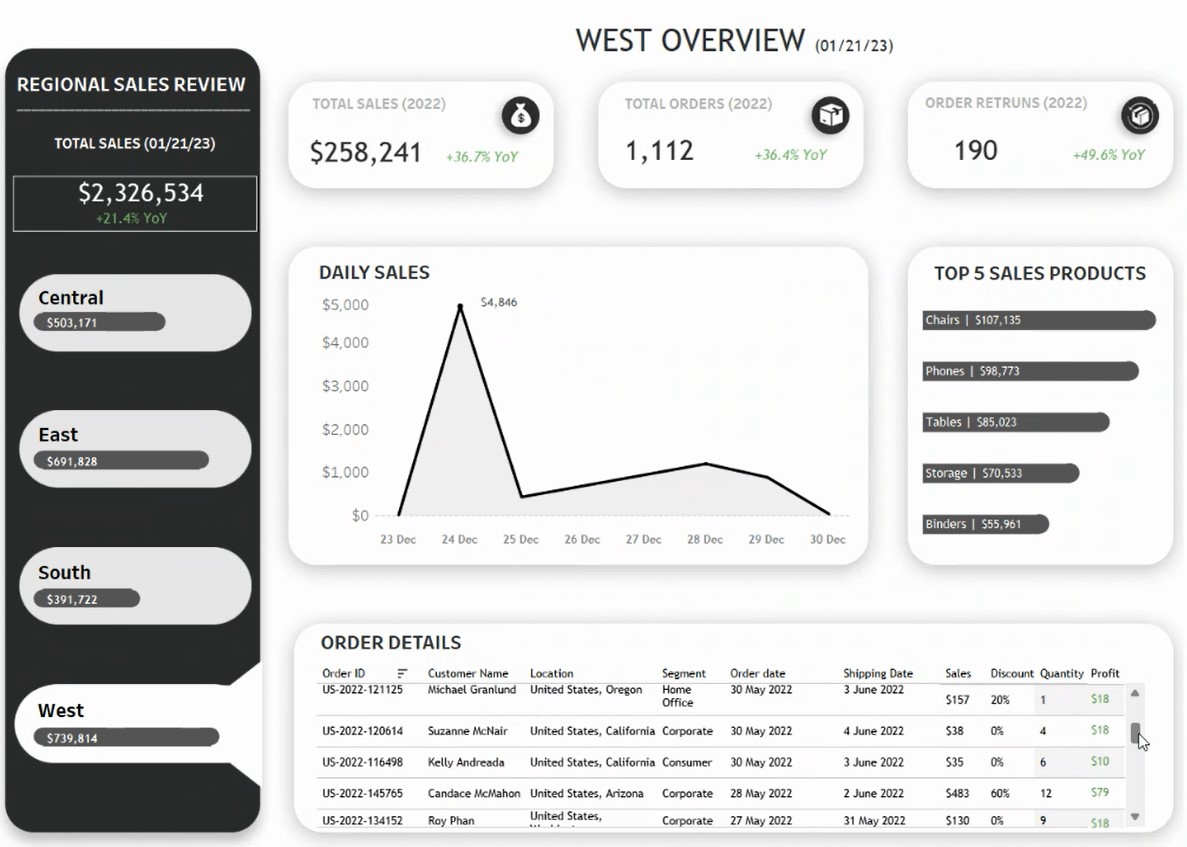 WEST OVERVIEW (01/21/23)
REGIONAL SALES REVIEW
TOTAL SALES (01/21/23)
$2,326,534
+21.4% YoY
Central
$503,171
East
$691,828
South
$391,722
West
$739,814
TOTAL SALES (2022)
$258,241 +36.7% YoY
TOTAL ORDERS (2022)
1,112 +36.4% YoY
ORDER RETRUNS (2022)
190 +49.6% YoY
DAILY SALES
$5,000
$4,846
$4,000
$3,000
$2,000
$1,000
$0
23 Dec 24 Dec 25 Dec 26 Dec 27 Dec 28 Dec 29 Dec 30 Dec
TOP 5 SALES PRODUCTS
Chairs | $107,135
Phones | $98,773
Tables | $85,023
Storage | $70,533
Binders | $55,961
ORDER DETAILS
Order ID Customer Name Location Segment Order date Shipping Date Sales Discount Quantity Profit
US-2022-121125 Michael Granlund United States, Oregon Home Office 30 May 2022 3 June 2022 $157 20% 1 $18
US-2022-120614 Suzanne McNair United States, California Corporate 30 May 2022 4 June 2022 $38 0% 4 $18
US-2022-116498 Kelly Andreada United States, California Consumer 30 May 2022 3 June 2022 $35 0% 6 $10
US-2022-145765 Candace McMahon United States, Arizona Corporate 28 May 2022 2 June 2022 $483 60% 12 $79
US-2022-134152 Roy Phan United States, Corporate 27 May 2022 31 May 2022 $130 0% 9 $18